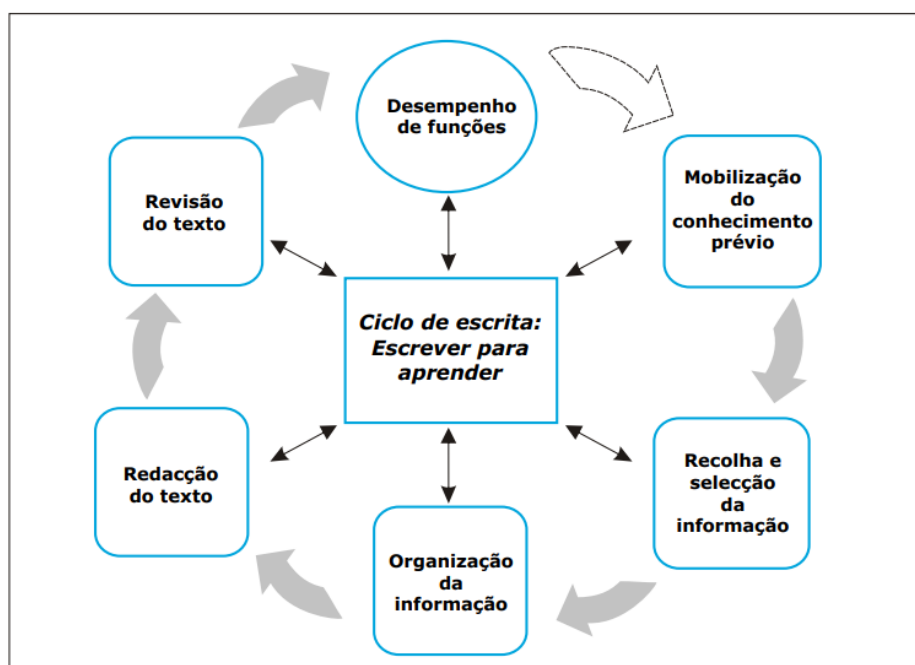 Desempenho
de funções
Mobilização
do
conhecimento
prévio
Recolha e
selecção
da
informação
Organização
da
informação
Redacção
do texto
Revisão
do texto
Ciclo de escrita:
Escrever para
aprender